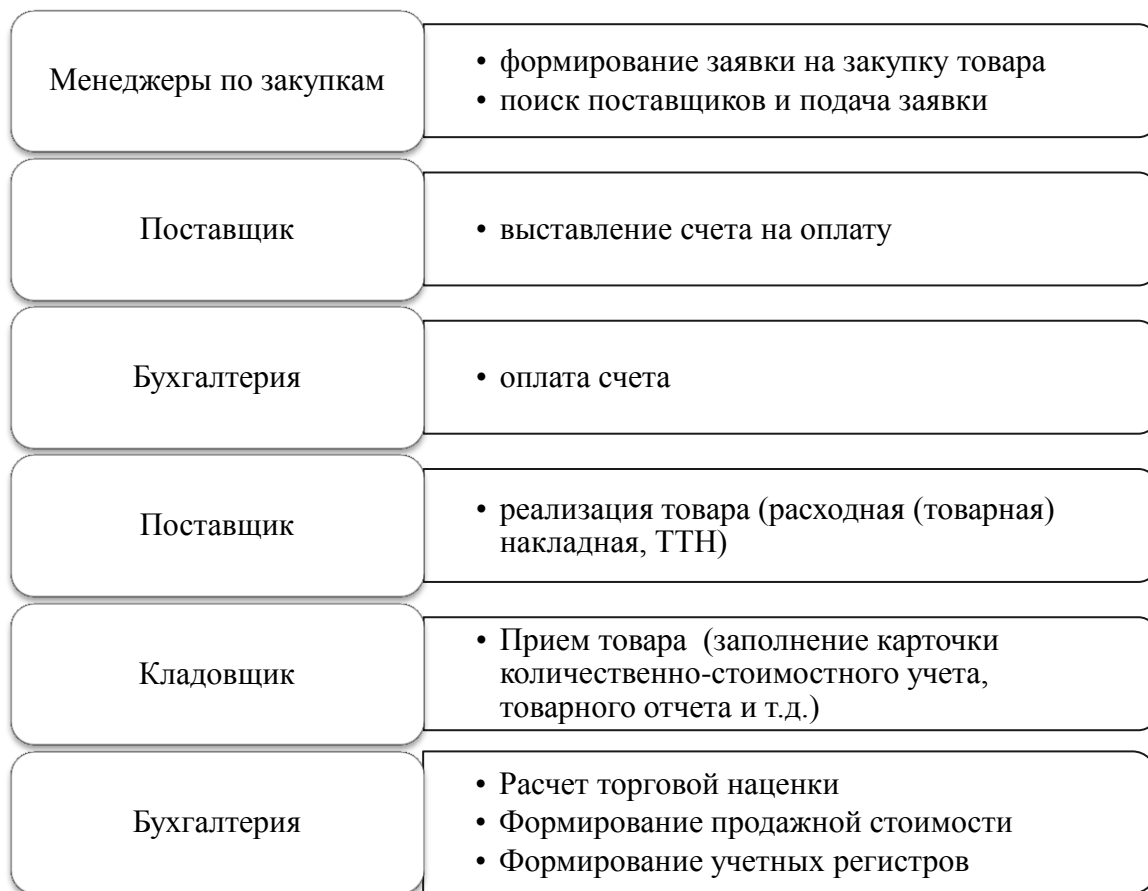 Менеджеры по закупкам
• формирование заявки на закупку товара
• поиск поставщиков и подача заявки
Поставщик
• выставление счета на оплату
Бухгалтерия
• оплата счета
Поставщик
• реализация товара (расходная (товарная)
накладная, ТТН)
Кладовщик
• Прием товара (заполнение карточки
количественно-стоимостного учета,
товарного отчета и т.д.)
Бухгалтерия
• Расчет торговой наценки
• Формирование продажной стоимости
• Формирование учетных регистров